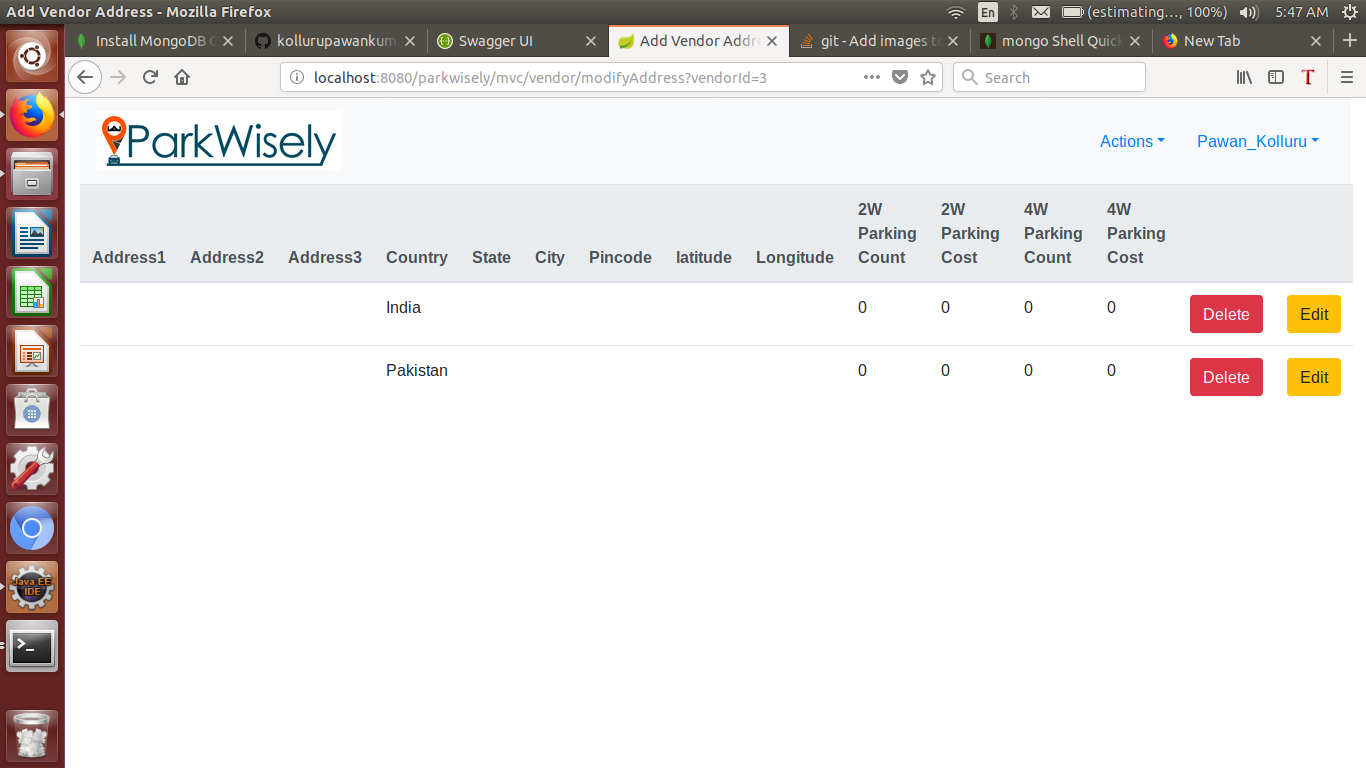 Add Vendor Address - Mozilla Firefox
En
(estimating..., 100%)
5:47 AM
Install MongoDB
kollurupawankum
Swagger UI
Add Vendor Addre
git - Add images to
mongo Shell Quick
New Tab
localhost:8080/parkwisely/mvc/vendor/modifyAddress?vendorId=3
Search
T
ParkWisely
Actions
Pawan_Kolluru
Address1 Address2 Address3 Country State City Pincode latitude Longitude 2W Parking Count 2W Parking Cost 4W Parking Count 4W Parking Cost
India 0 0 0 0 Delete Edit
Pakistan 0 0 0 0 Delete Edit
Java EE
IDE
>_